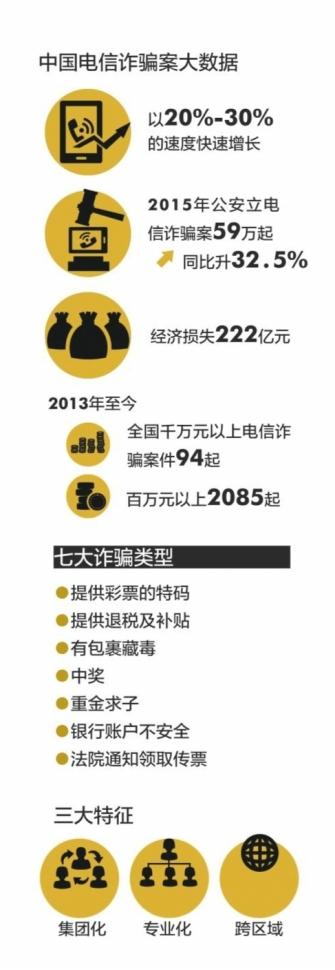 中国电信诈骗案大数据
以20%-30%
的速度快速增长
2015年公安立电
信诈骗案59万起
同比升32.5%
经济损失222亿元
2013年至今
全国千万元以上电信诈
骗案件94起
百万元以上2085起
七大诈骗类型
提供彩票的特码
提供退税及补贴
有包裹藏毒
中奖
重金求子
银行账户不安全
法院通知领取传票
三大特征
集团化
专业化
跨区域